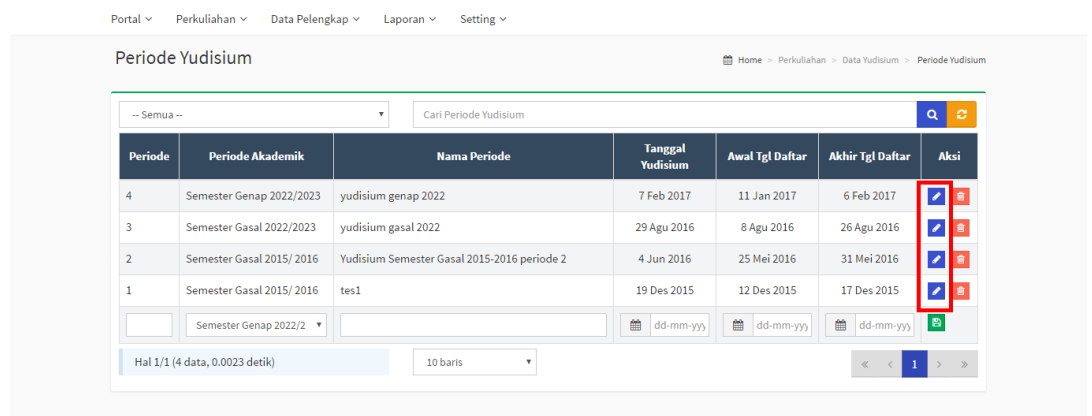 Portal Perkuliahan Data Pelengkap Laporan Setting
Periode Yudisium
Home > Perkuliahan > Data Yudisium > Periode Yudisium
-- Semua -- Cari Periode Yudisium
Periode Periode Akademik Nama Periode Tanggal Yudisium Awal Tgl Daftar Akhir Tgl Daftar Aksi
4 Semester Genap 2022/2023 yudisium genap 2022 7 Feb 2017 11 Jan 2017 6 Feb 2017
3 Semester Gasal 2022/2023 yudisium gasal 2022 29 Agu 2016 8 Agu 2016 26 Agu 2016
2 Semester Gasal 2015/ 2016 Yudisium Semester Gasal 2015-2016 periode 2 4 Jun 2016 25 Mei 2016 31 Mei 2016
1 Semester Gasal 2015/ 2016 tes1 19 Des 2015 12 Des 2015 17 Des 2015
Semester Genap 2022/2 dd-mm-yyy dd-mm-yyy dd-mm-yyy
Hal 1/1 (4 data, 0.0023 detik) 10 baris « < 1 > »